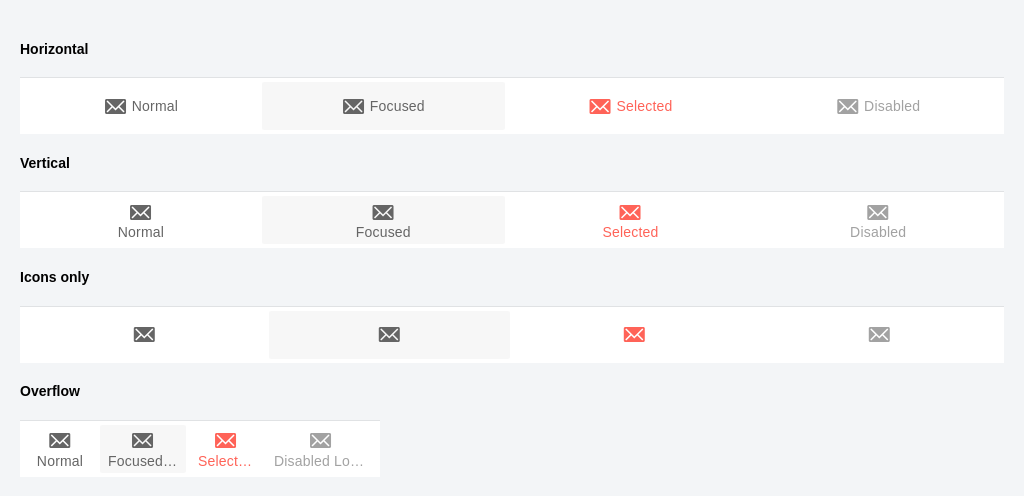 Horizontal
Normal Focused Selected Disabled
Vertical
Normal Focused Selected Disabled
Icons only
Overflow
Normal Focused… Select… Disabled Lo…